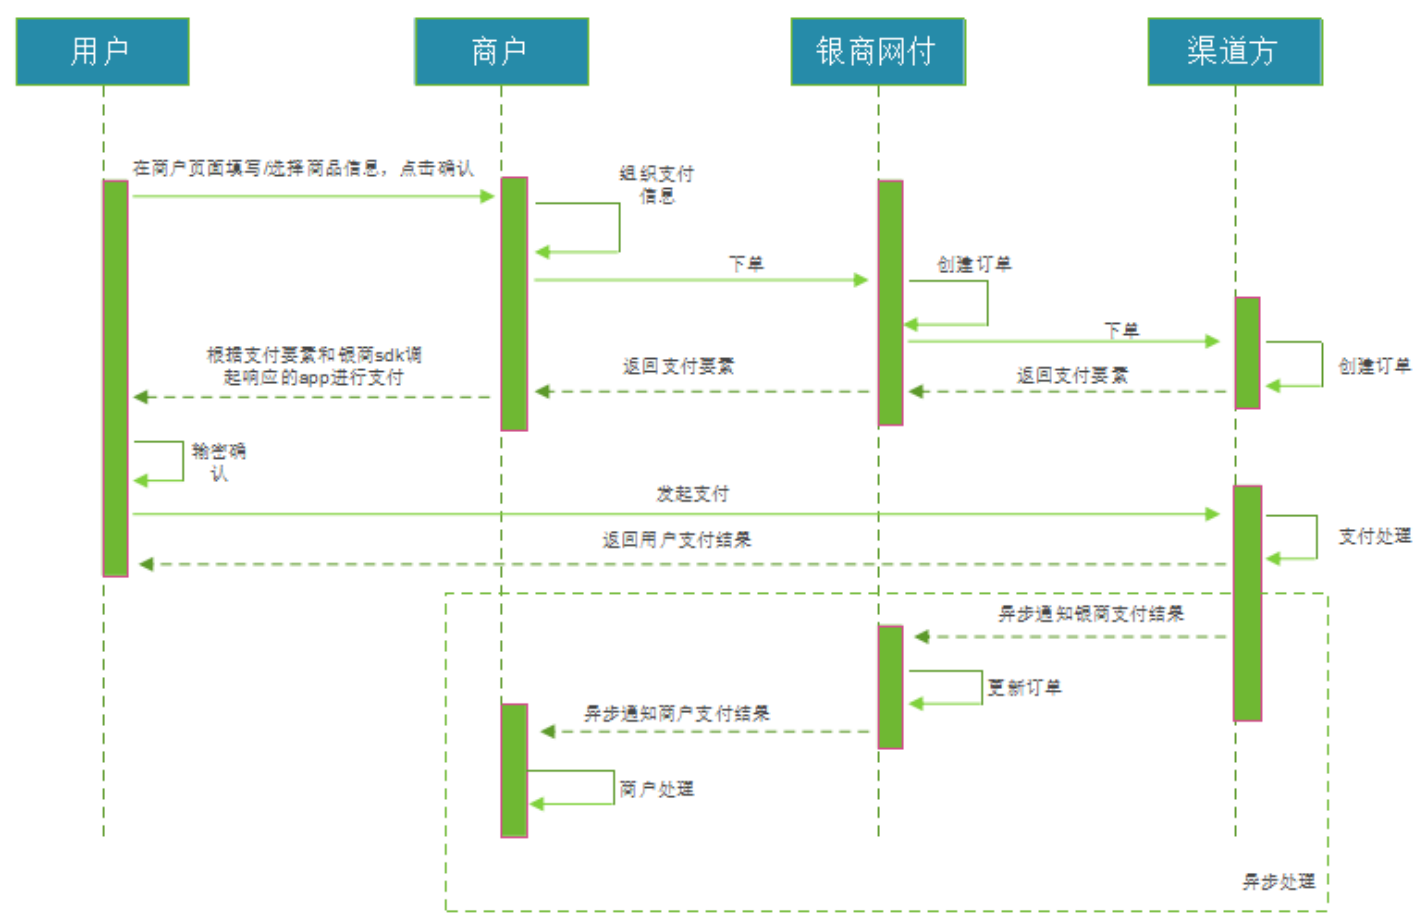 用户
商户
银商网付
渠道方
在商户页面填写/选择商品信息，点击确认
组织支付
信息
下单
创建订单
下单
创建订单
返回支付要素
返回支付要素
根据支付要素和银商sdk调
起响应的app进行支付
输密确
认
发起支付
支付处理
返回用户支付结果
异步通知银商支付结果
更新订单
异步通知商户支付结果
商户处理
异步处理